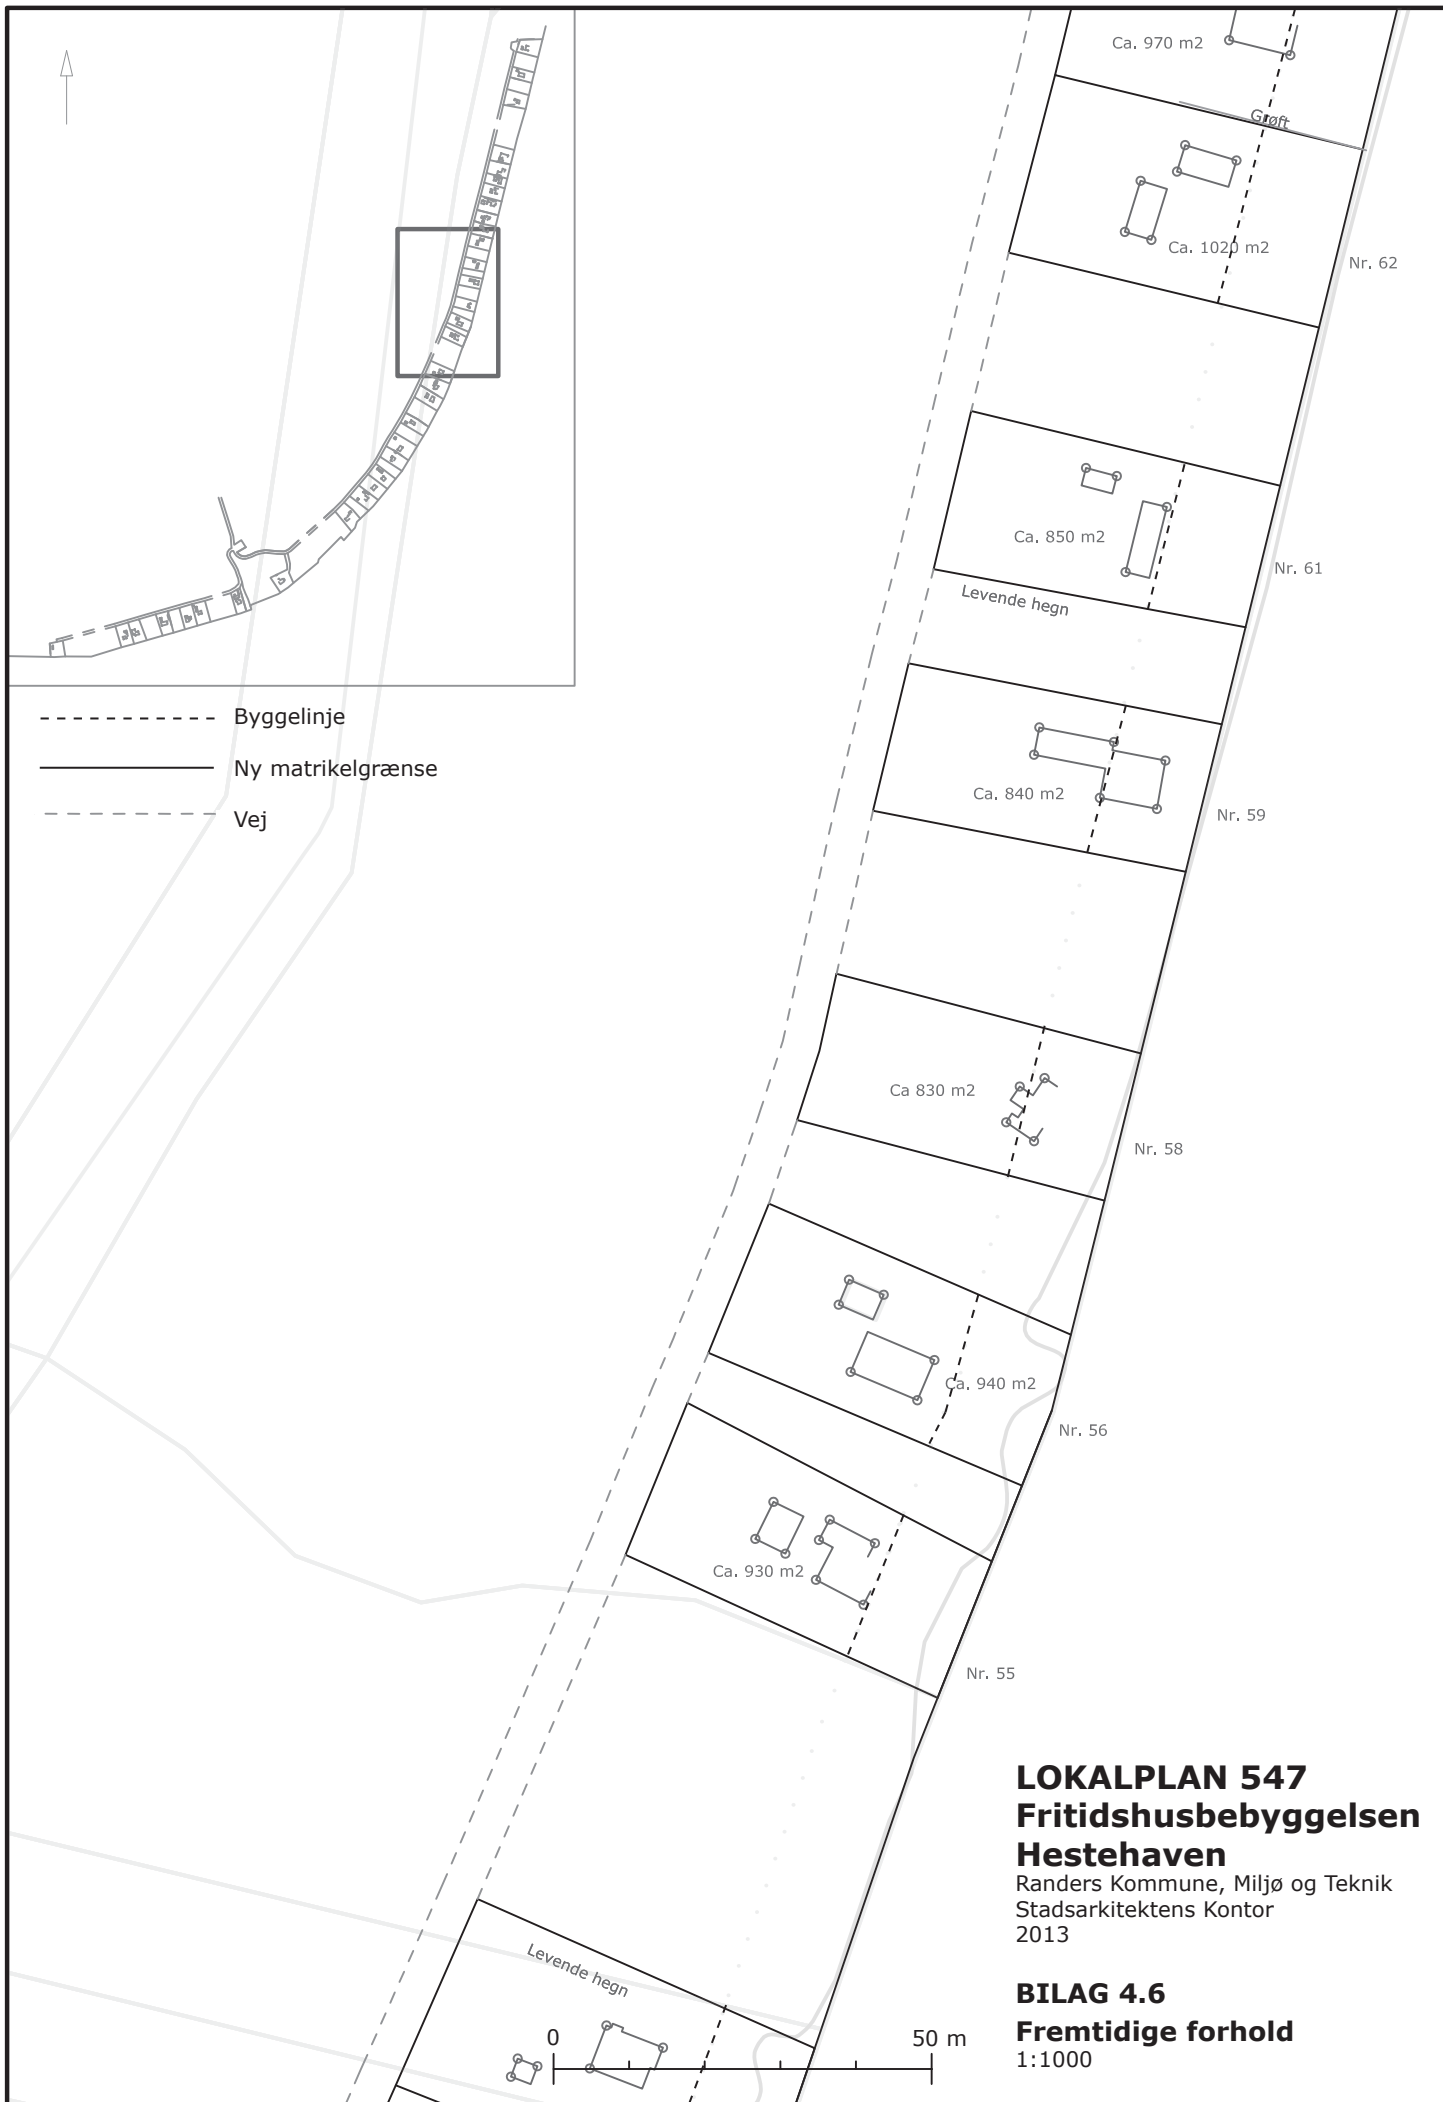 Ca. 970 m2
Grøft
Ca. 1020 m2
Nr. 62
Ca. 850 m2
Nr. 61
Levende hegn
Byggelinje
Ny matrikelgrænse
Vej
Ca. 840 m2
Nr. 59
Ca 830 m2
Nr. 58
Ca. 940 m2
Nr. 56
Ca. 930 m2
Nr. 55
LOKALPLAN 547
Fritidshusbebyggelsen
Hestehaven
Randers Kommune, Miljø og Teknik
Stadsarkitektens Kontor
2013
Levende hegn
BILAG 4.6
Fremtidige forhold
1:1000
0 50 m